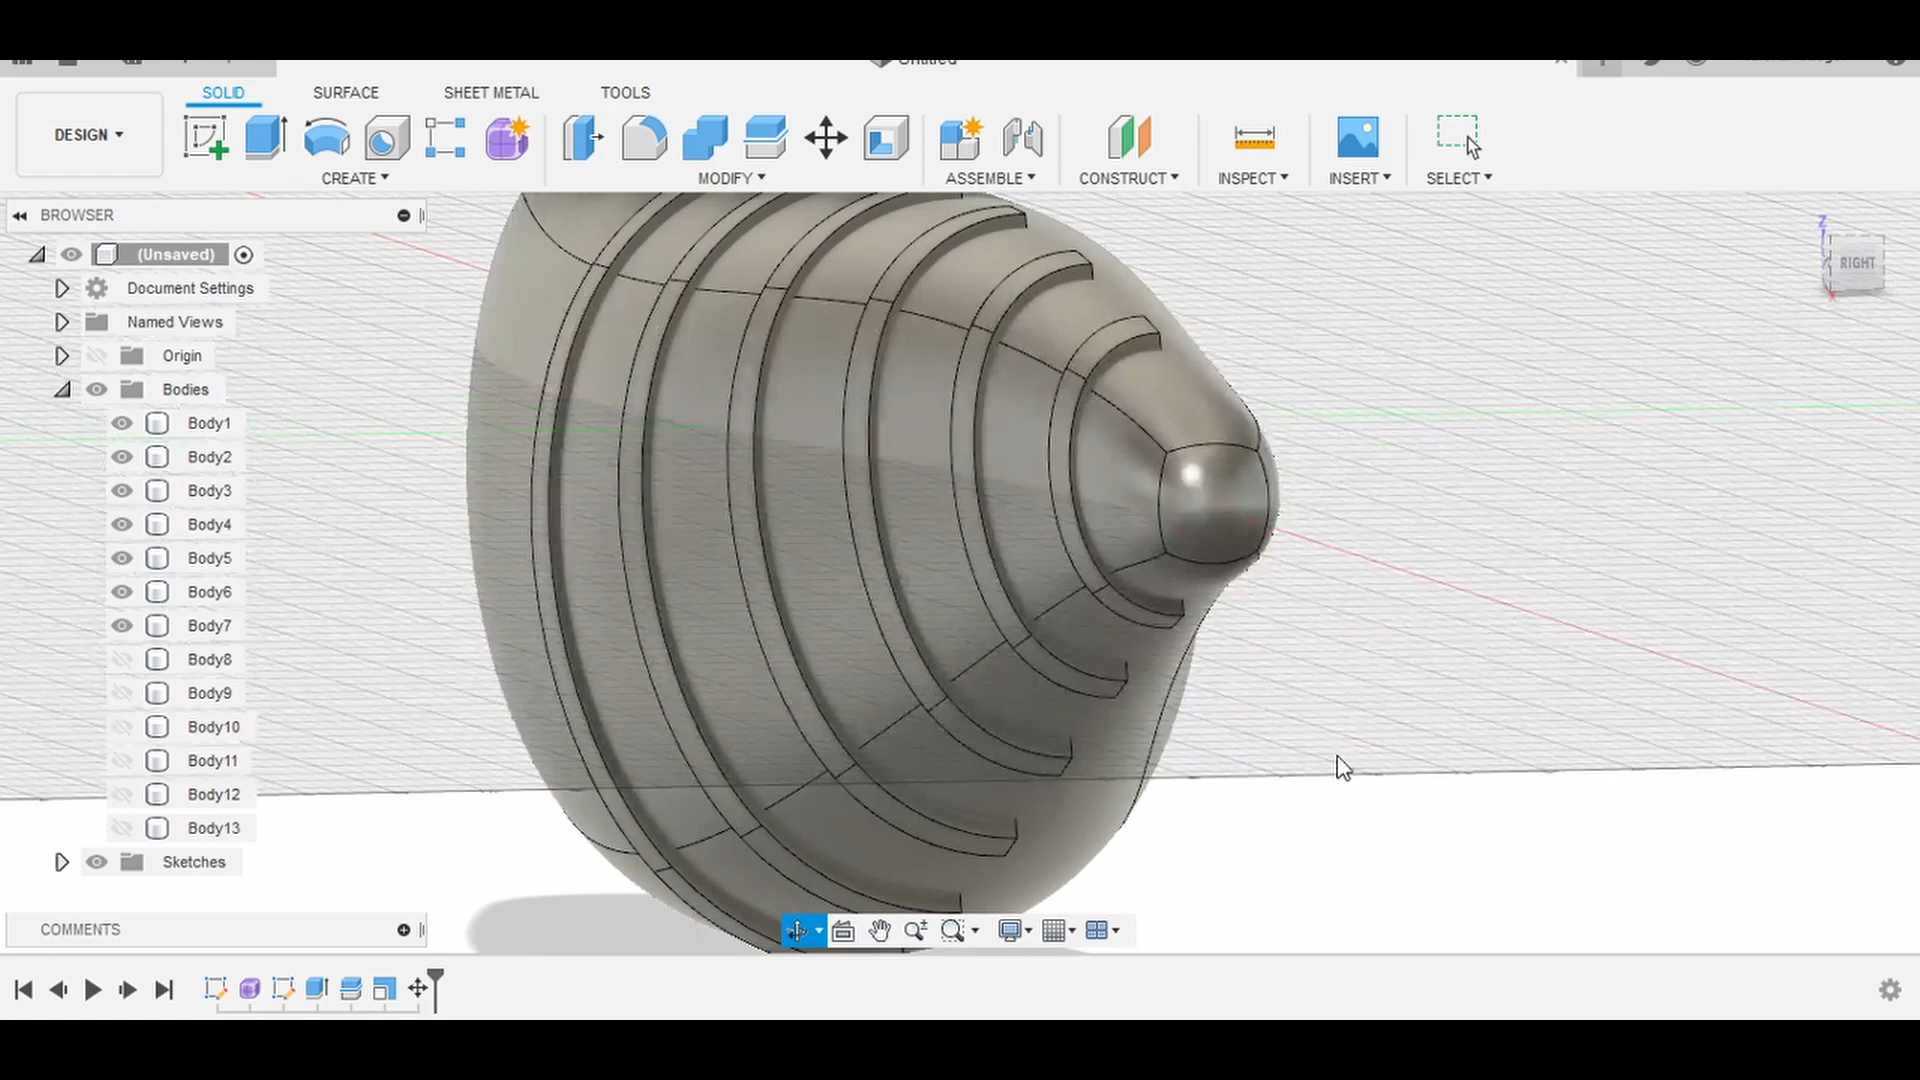 Untitled
SOLID SURFACE SHEET METAL TOOLS
DESIGN
CREATE MODIFY ASSEMBLE CONSTRUCT INSPECT INSERT SELECT
BROWSER
(Unsaved)
Document Settings
Named Views
Origin
Bodies
Body1
Body2
Body3
Body4
Body5
Body6
Body7
Body8
Body9
Body10
Body11
Body12
Body13
Sketches
COMMENTS
Z
RIGHT
X